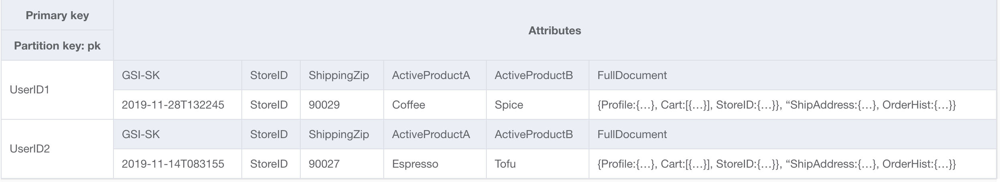 Primary key
Attributes
Partition key: pk
UserID1
GSI-SK StoreID ShippingZip ActiveProductA ActiveProductB FullDocument
2019-11-28T132245 StoreID 90029 Coffee Spice {Profile:{...}, Cart:[{...}], StoreID:{...}}, “ShipAddress:{...}, OrderHist:{...}}
UserID2
GSI-SK StoreID ShippingZip ActiveProductA ActiveProductB FullDocument
2019-11-14T083155 StoreID 90027 Espresso Tofu {Profile:{...}, Cart:[{...}], StoreID:{...}}, “ShipAddress:{...}, OrderHist:{...}}